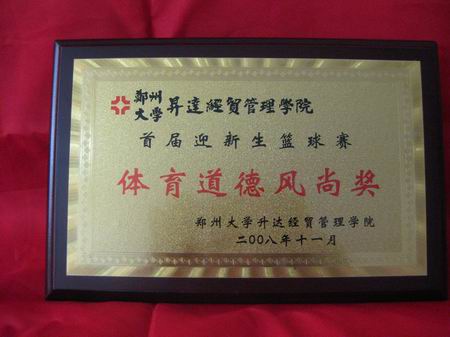 郑州大学昇達經貿管理學院
首届迎新生篮球赛
体育道德风尚奖
郑州大学升达经贸管理学院
二〇〇八年十一月